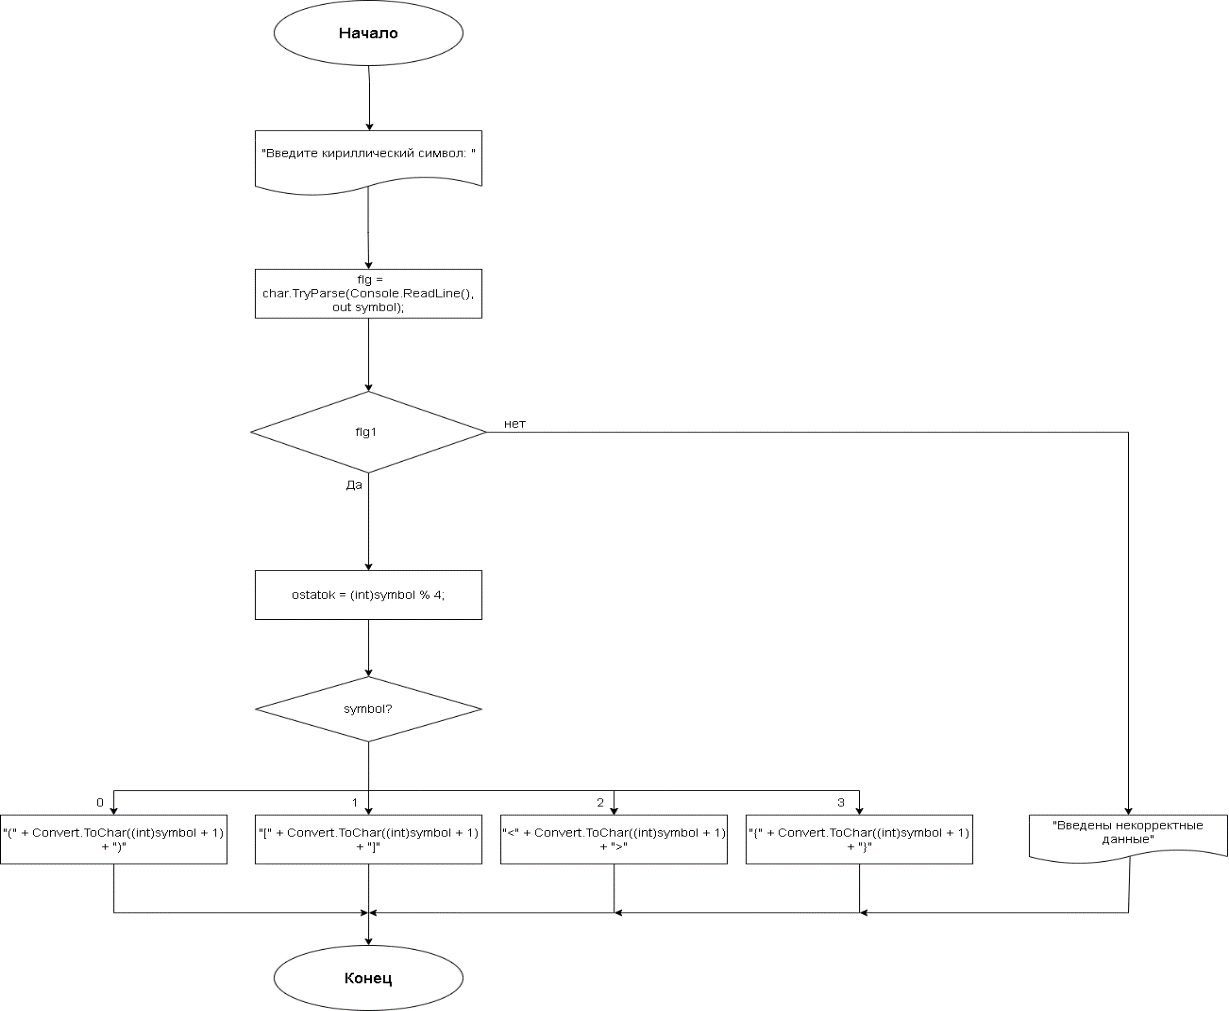 Начало
"Введите кириллический символ: "
flg =
char.TryParse(Console.ReadLine(),
out symbol);
flg1
нет
Да
ostatok = (int)symbol % 4;
symbol?
0
1
2
3
"(" + Convert.ToChar((int)symbol + 1)
+ ")"
"[" + Convert.ToChar((int)symbol + 1)
+ "]"
"<" + Convert.ToChar((int)symbol + 1)
+ ">"
"{" + Convert.ToChar((int)symbol + 1)
+ "}"
"Введены некорректные
данные"
Конец